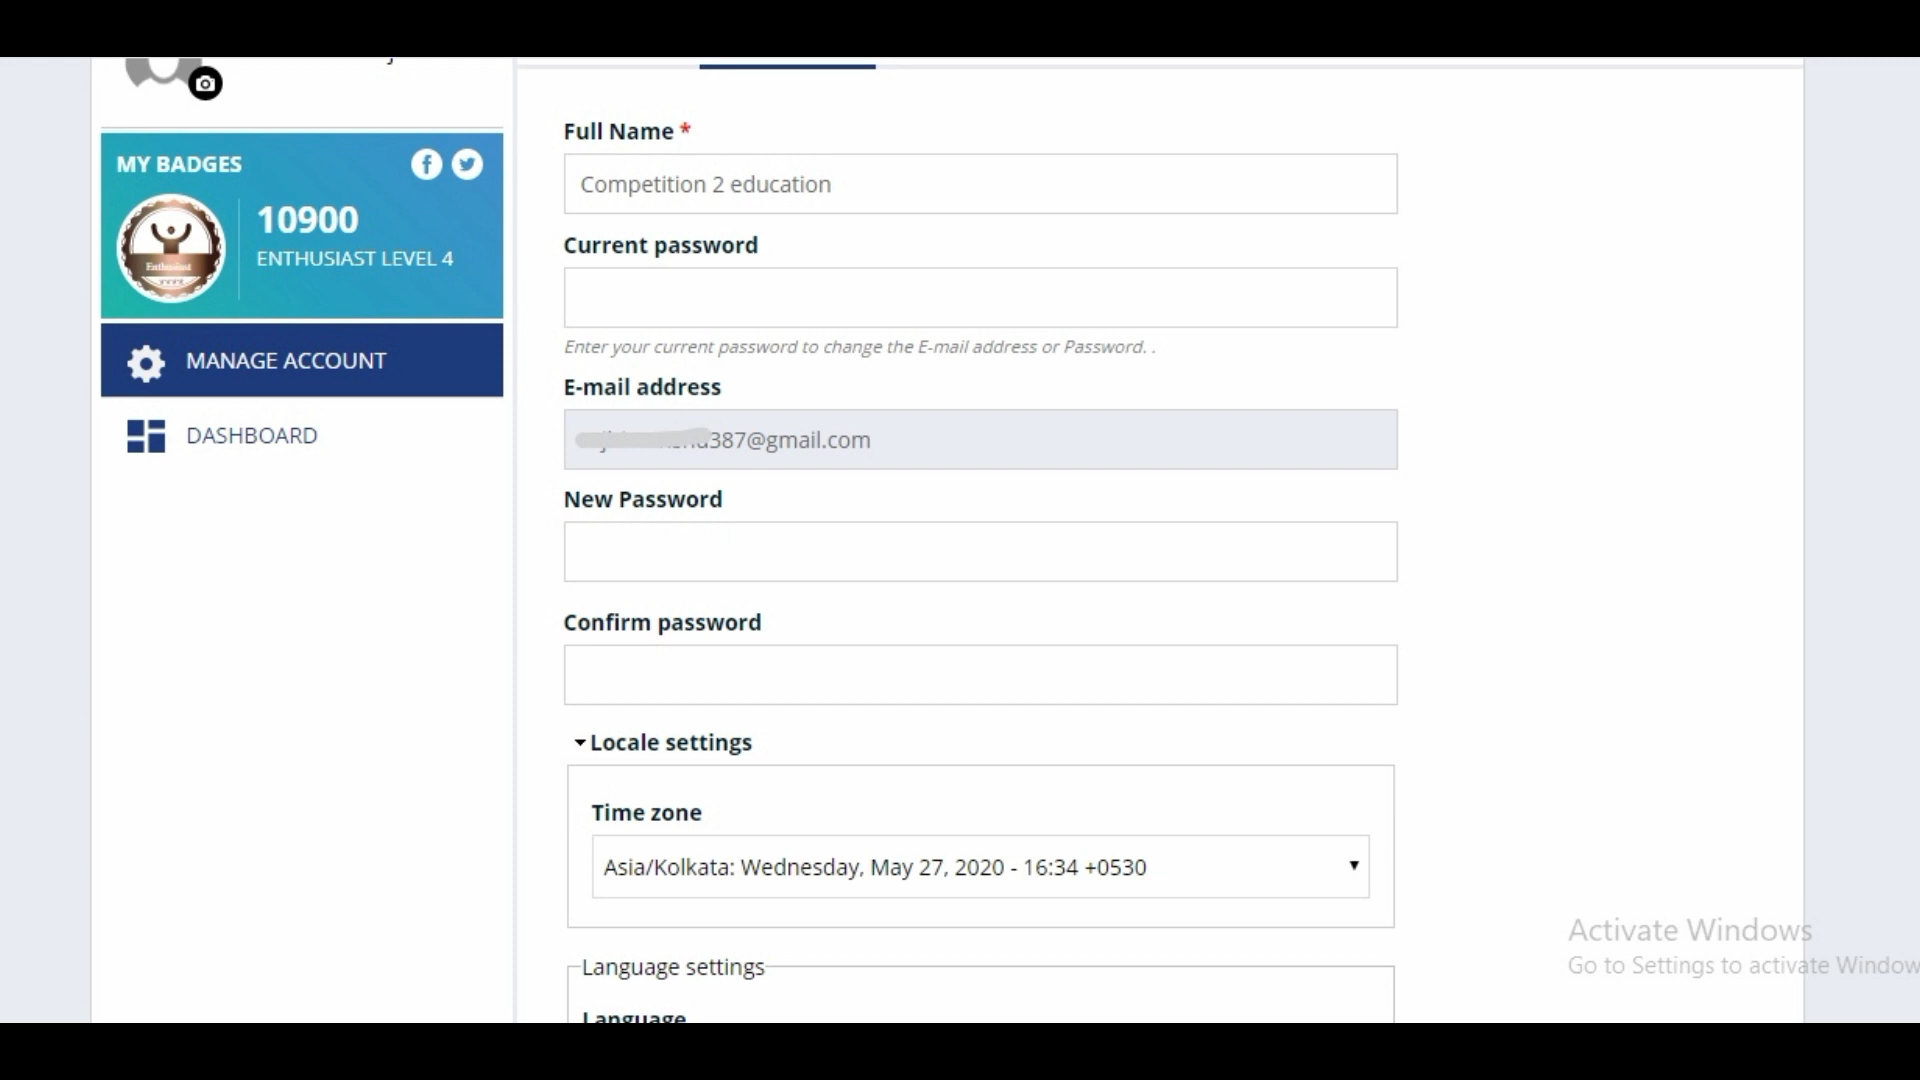 MY BADGES
10900
ENTHUSIAST LEVEL 4
Enthusiast
MANAGE ACCOUNT
DASHBOARD
Full Name *
Competition 2 education
Current password
Enter your current password to change the E-mail address or Password. .
E-mail address
387@gmail.com
New Password
Confirm password
Locale settings
Time zone
Asia/Kolkata: Wednesday, May 27, 2020 - 16:34 +0530
Language settings
Language
Activate Windows
Go to Settings to activate Window